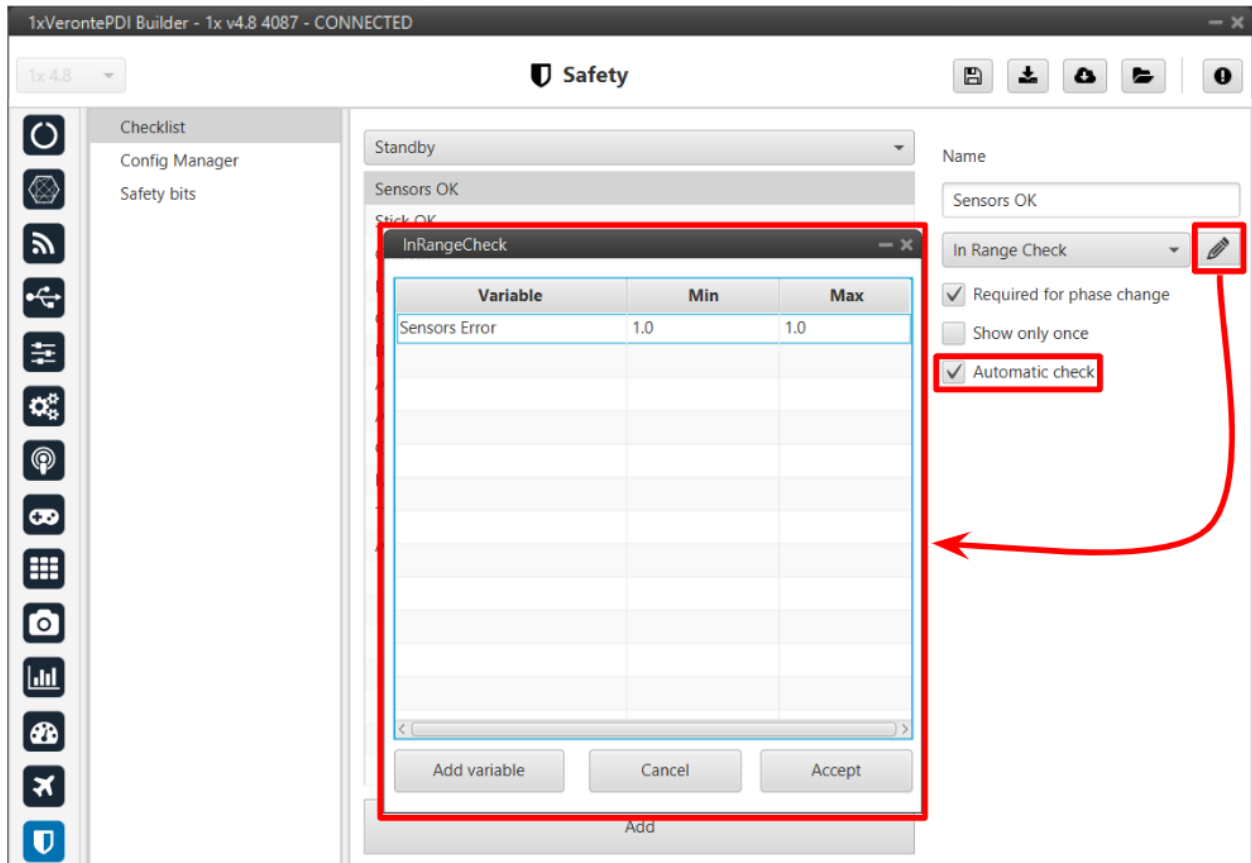 1xVerontePDI Builder - 1x v4.8 4087 - CONNECTED
1x 4.8
Safety
Checklist
Config Manager
Safety bits
Standby
Sensors OK
Stick OK
InRangeCheck
Variable Min Max
Sensors Error 1.0 1.0
Add variable Cancel Accept
Add
Name
Sensors OK
In Range Check
Required for phase change
Show only once
Automatic check